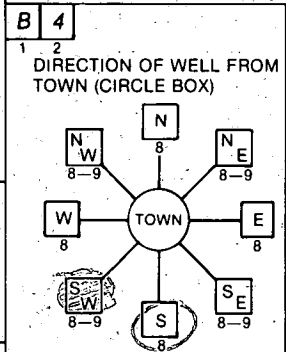 B 4
1 2
DIRECTION OF WELL FROM
TOWN (CIRCLE BOX)
N
8
N W
8—9
N E
8—9
W
8
TOWN
E
8
S W
8—9
S
8
S E
8—9